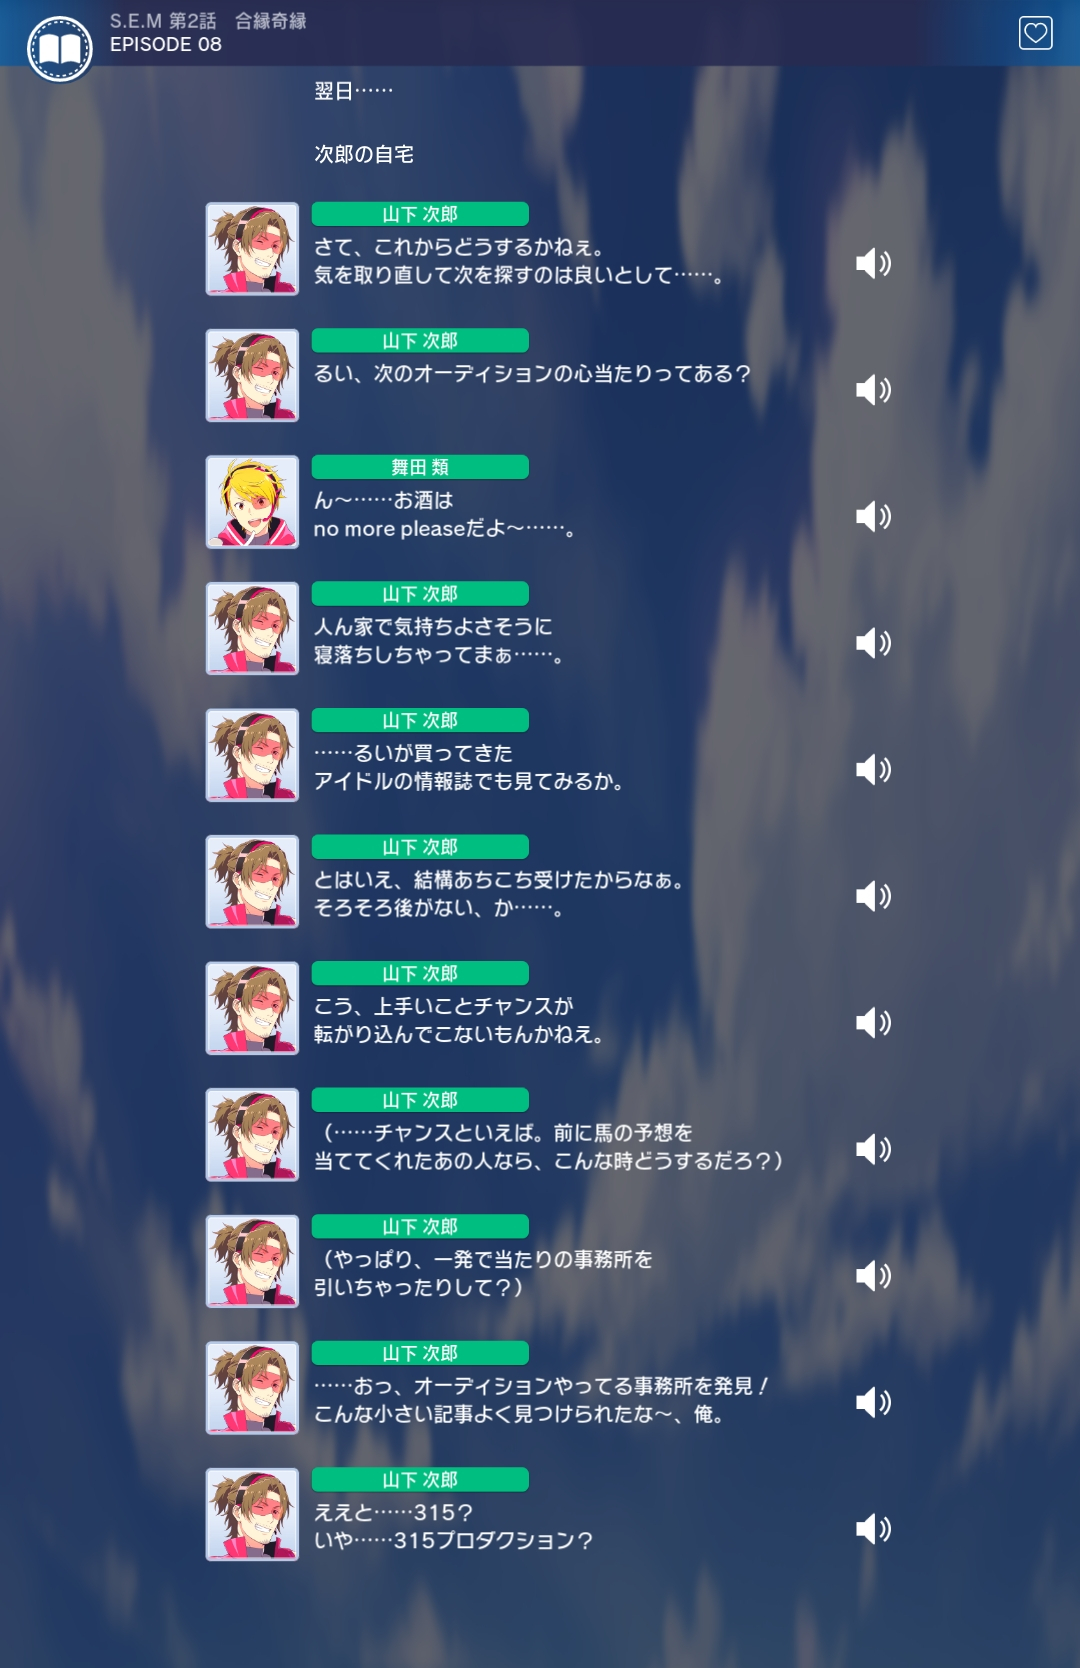 S.E.M 第2話　合縁奇縁
EPISODE 08
翌日……
次郎の自宅
山下 次郎
さて、これからどうするかねぇ。
気を取り直して次を探すのは良いとして……。
山下 次郎
るい、次のオーディションの心当たりってある？
舞田 類
ん〜……お酒は
no more pleaseだよ〜……。
山下 次郎
人ん家で気持ちよさそうに
寝落ちしちゃってまぁ……。
山下 次郎
……るいが買ってきた
アイドルの情報誌でも見てみるか。
山下 次郎
とはいえ、結構あちこち受けたからなぁ。
そろそろ後がない、か……。
山下 次郎
こう、上手いことチャンスが
転がり込んでこないもんかねえ。
山下 次郎
（……チャンスといえば。前に馬の予想を
当ててくれたあの人なら、こんな時どうするだろ？）
山下 次郎
（やっぱり、一発で当たりの事務所を
引いちゃったりして？）
山下 次郎
……おっ、オーディションやってる事務所を発見！
こんな小さい記事よく見つけられたな〜、俺。
山下 次郎
ええと……315？
いや……315プロダクション？